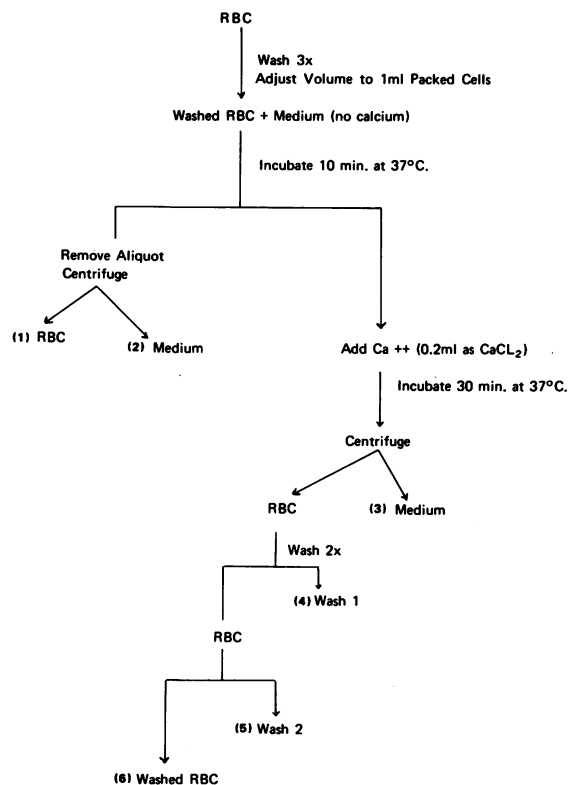 RBC
Wash 3x
Adjust Volume to 1ml Packed Cells
Washed RBC + Medium (no calcium)
Incubate 10 min. at 37°C.
Remove Aliquot
Centrifuge
(1) RBC
(2) Medium
Add Ca ++ (0.2ml as CaCL₂)
Incubate 30 min. at 37°C.
Centrifuge
RBC
(3) Medium
Wash 2x
(4) Wash 1
RBC
(5) Wash 2
(6) Washed RBC